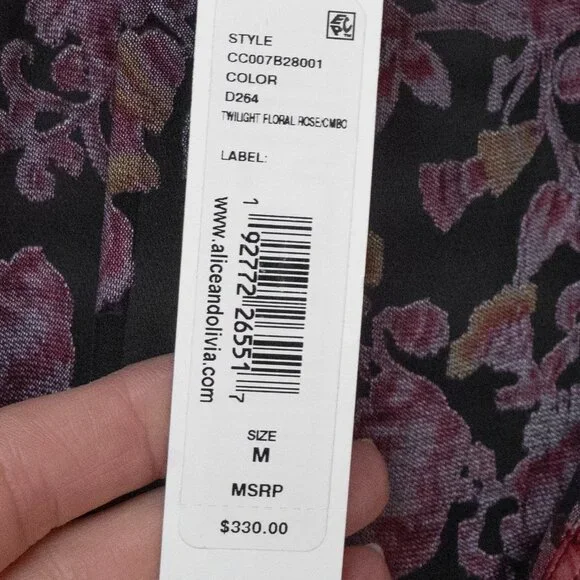 STYLE
CC007B28001
COLOR
D264
TWILIGHT FLORAL ROSE/CMBO
LABEL:
1 92772 26551 7
www.aliceandolivia.com
SIZE
M
MSRP
$330.00